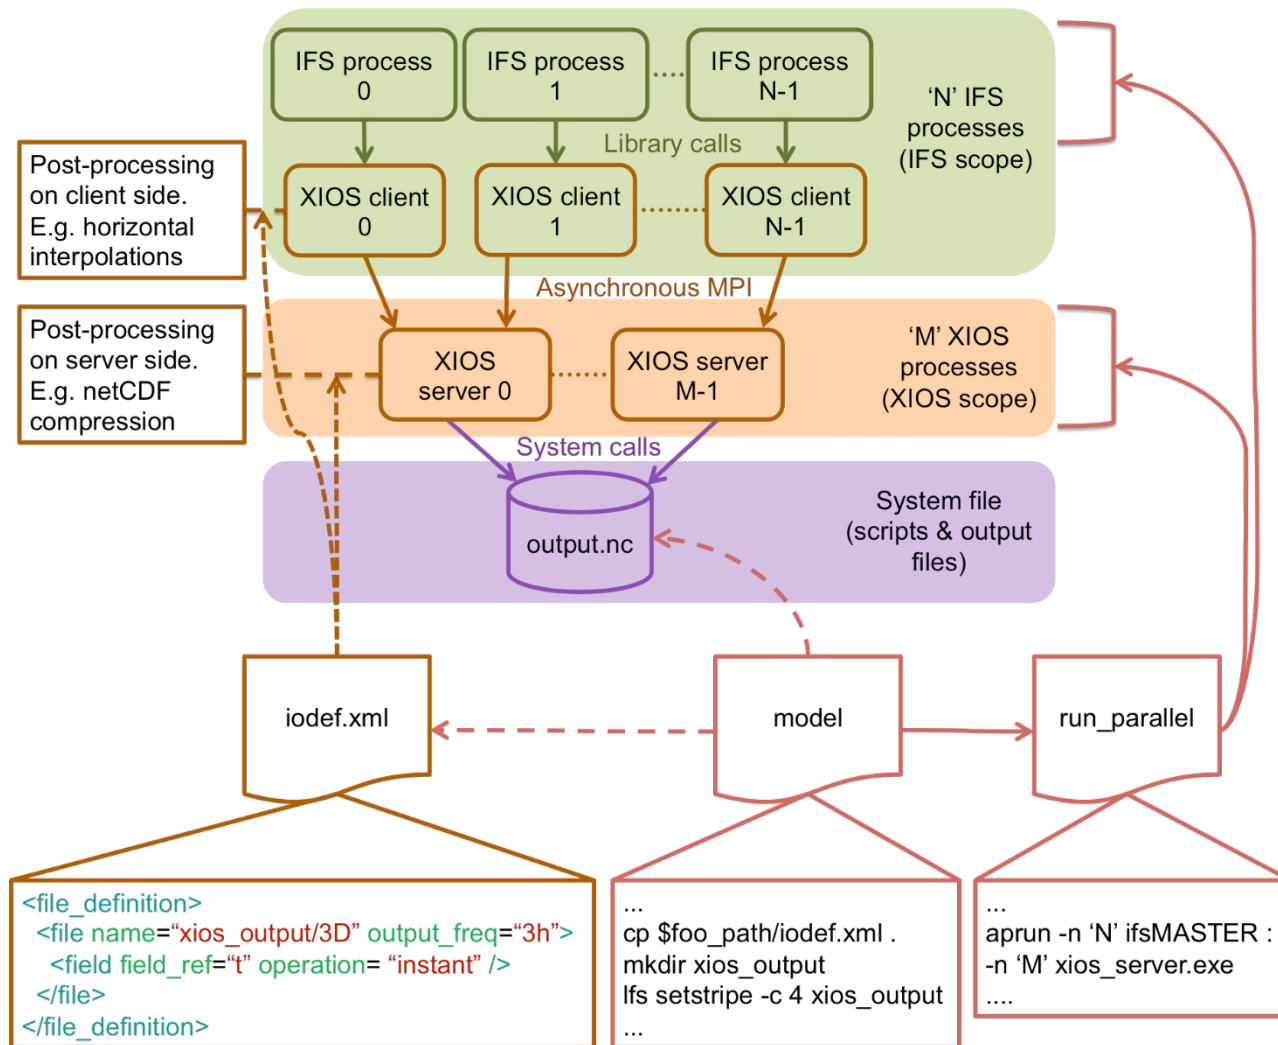 IFS process
0
IFS process
1
IFS process
N-1
‘N’ IFS
processes
(IFS scope)
Library calls
Post-processing
on client side.
E.g. horizontal
interpolations
XIOS client
0
XIOS client
1
XIOS client
N-1
Asynchronous MPI
Post-processing
on server side.
E.g. netCDF
compression
XIOS
server 0
XIOS server
M-1
‘M’ XIOS
processes
(XIOS scope)
System calls
output.nc
System file
(scripts & output
files)
iodef.xml
model
run_parallel
<file_definition>
<file name=“xios_output/3D” output_freq=“3h”>
<field field_ref=“t” operation= “instant” />
</file>
</file_definition>
...
cp $foo_path/iodef.xml .
mkdir xios_output
lfs setstripe -c 4 xios_output
...
...
aprun -n ‘N’ ifsMASTER :
-n ‘M’ xios_server.exe
....